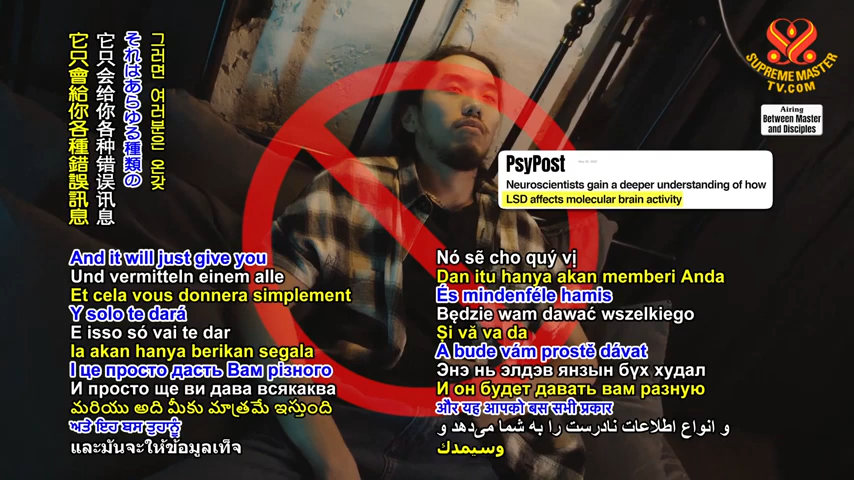 그러면 여러분은 온갖
それはあらゆる種類の
它只会给你各种错误讯息
它只會給你各種錯誤訊息
SUPREME MASTER
TV.COM
Airing
Between Master
and Disciples
PsyPost
Neuroscientists gain a deeper understanding of how
LSD affects molecular brain activity
And it will just give you
Und vermitteln einem alle
Et cela vous donnera simplement
Y solo te dará
E isso só vai te dar
Ia akan hanya berikan segala
І це просто дасть Вам різного
И просто ще ви дава всякаква
మరియు అది మీకు మాత్రమే ఇస్తుంది
ਅਤੇ ਇਹ ਬਸ ਤੁਹਾਨੂੰ
และมันจะให้ข้อมูลเท็จ
Nó sẽ cho quý vị
Dan itu hanya akan memberi Anda
És mindenféle hamis
Będzie wam dawać wszelkiego
Și vă va da
A bude vám prostě dávat
Энэ нь элдэв янзын бүх худал
И он будет давать вам разную
और यह आपको बस सभी प्रकार
و انواع اطلاعات نادرست را به شما می‌دهد و
وسيمدك